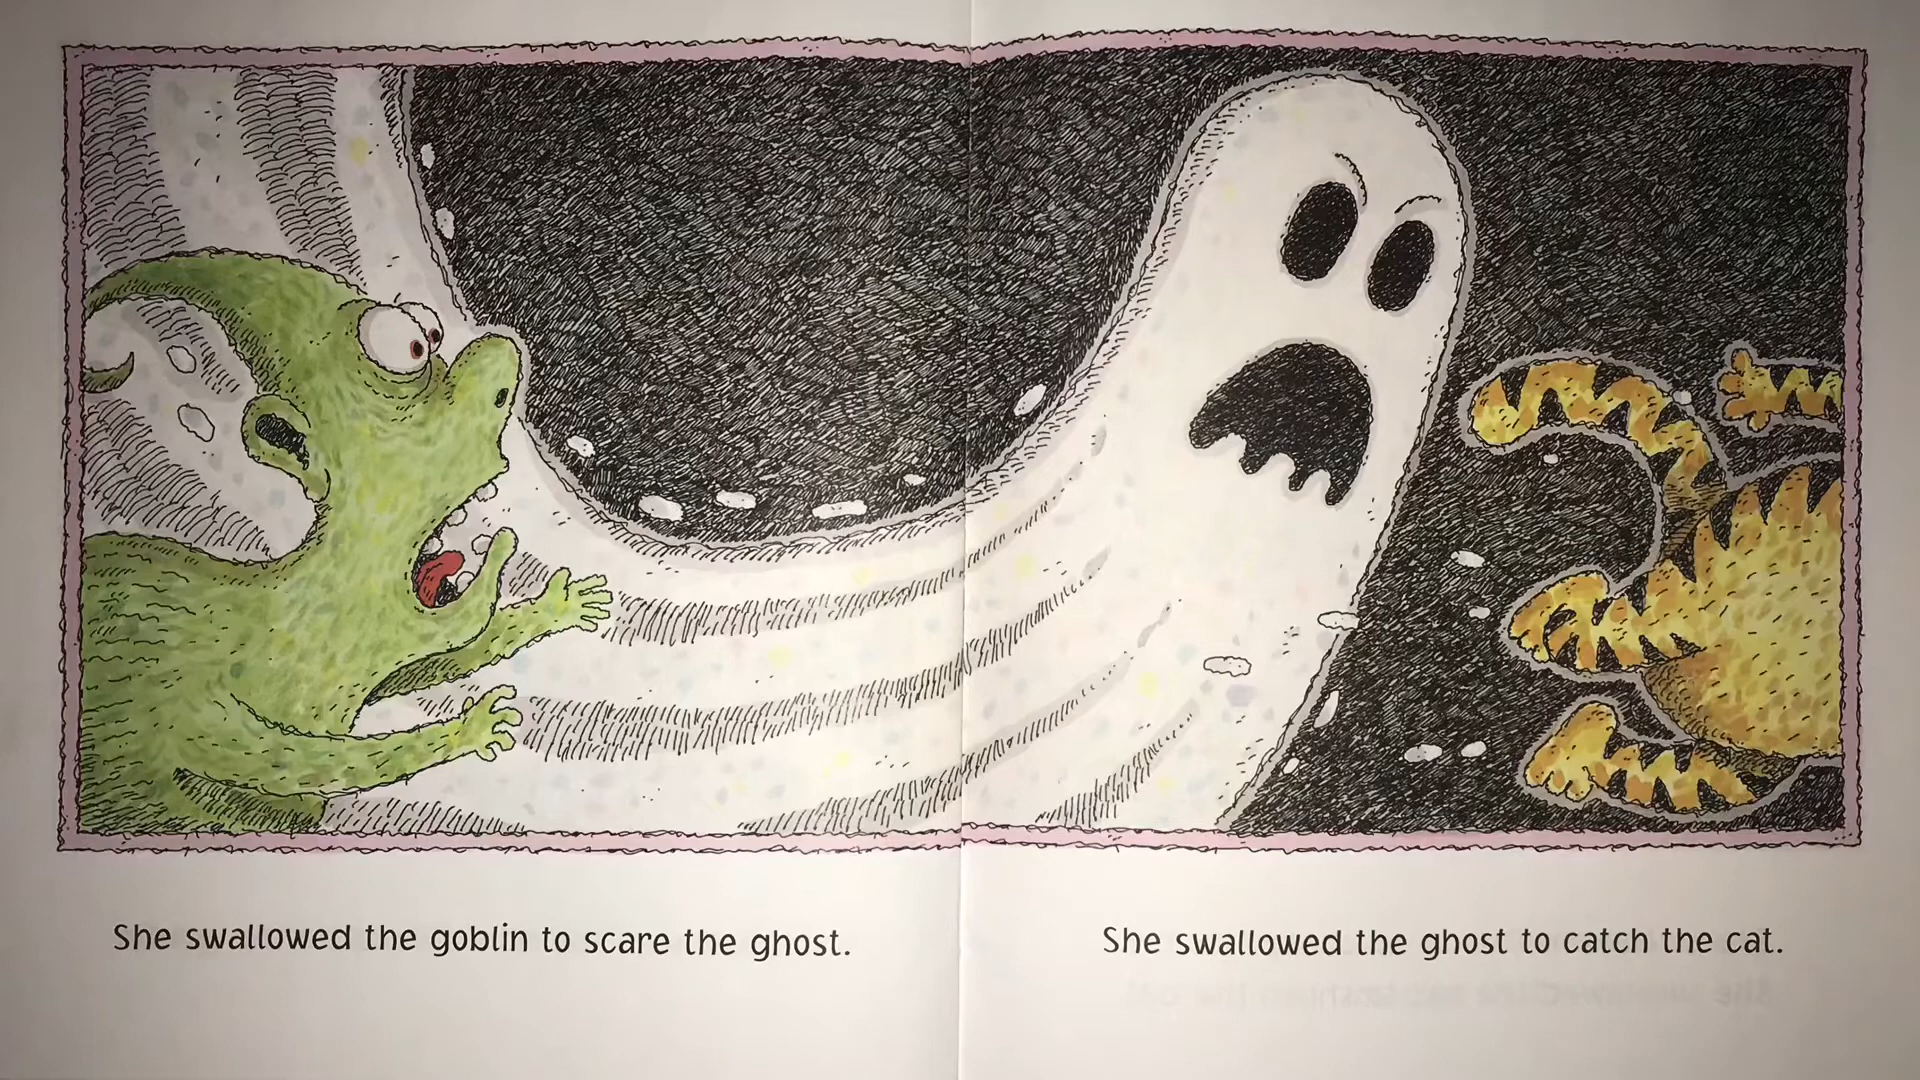 She swallowed the goblin to scare the ghost.
She swallowed the ghost to catch the cat.